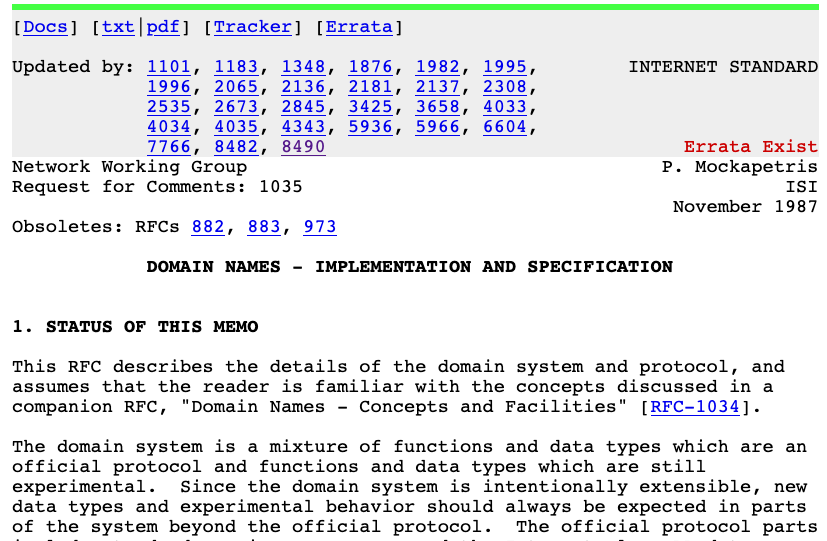 [Docs] [txt|pdf] [Tracker] [Errata]
Updated by: 1101, 1183, 1348, 1876, 1982, 1995, INTERNET STANDARD
1996, 2065, 2136, 2181, 2137, 2308,
2535, 2673, 2845, 3425, 3658, 4033,
4034, 4035, 4343, 5936, 5966, 6604,
7766, 8482, 8490 Errata Exist
Network Working Group P. Mockapetris
Request for Comments: 1035 ISI
November 1987
Obsoletes: RFCs 882, 883, 973
DOMAIN NAMES - IMPLEMENTATION AND SPECIFICATION
1. STATUS OF THIS MEMO
This RFC describes the details of the domain system and protocol, and
assumes that the reader is familiar with the concepts discussed in a
companion RFC, "Domain Names - Concepts and Facilities" [RFC-1034].
The domain system is a mixture of functions and data types which are an
official protocol and functions and data types which are still
experimental. Since the domain system is intentionally extensible, new
data types and experimental behavior should always be expected in parts
of the system beyond the official protocol. The official protocol parts